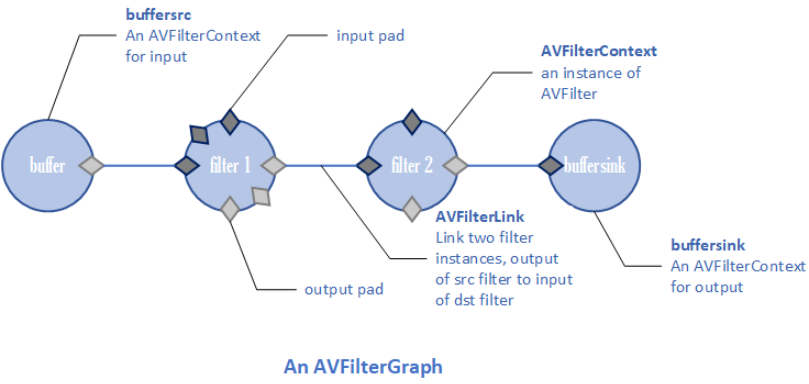 buffersrc
An AVFilterContext
for input
input pad
AVFilterContext
an instance of
AVFilter
buffer
filter 1
filter 2
buffersink
AVFilterLink
Link two filter
instances, output
of src filter to input
of dst filter
buffersink
An AVFilterContext
for output
output pad
An AVFilterGraph